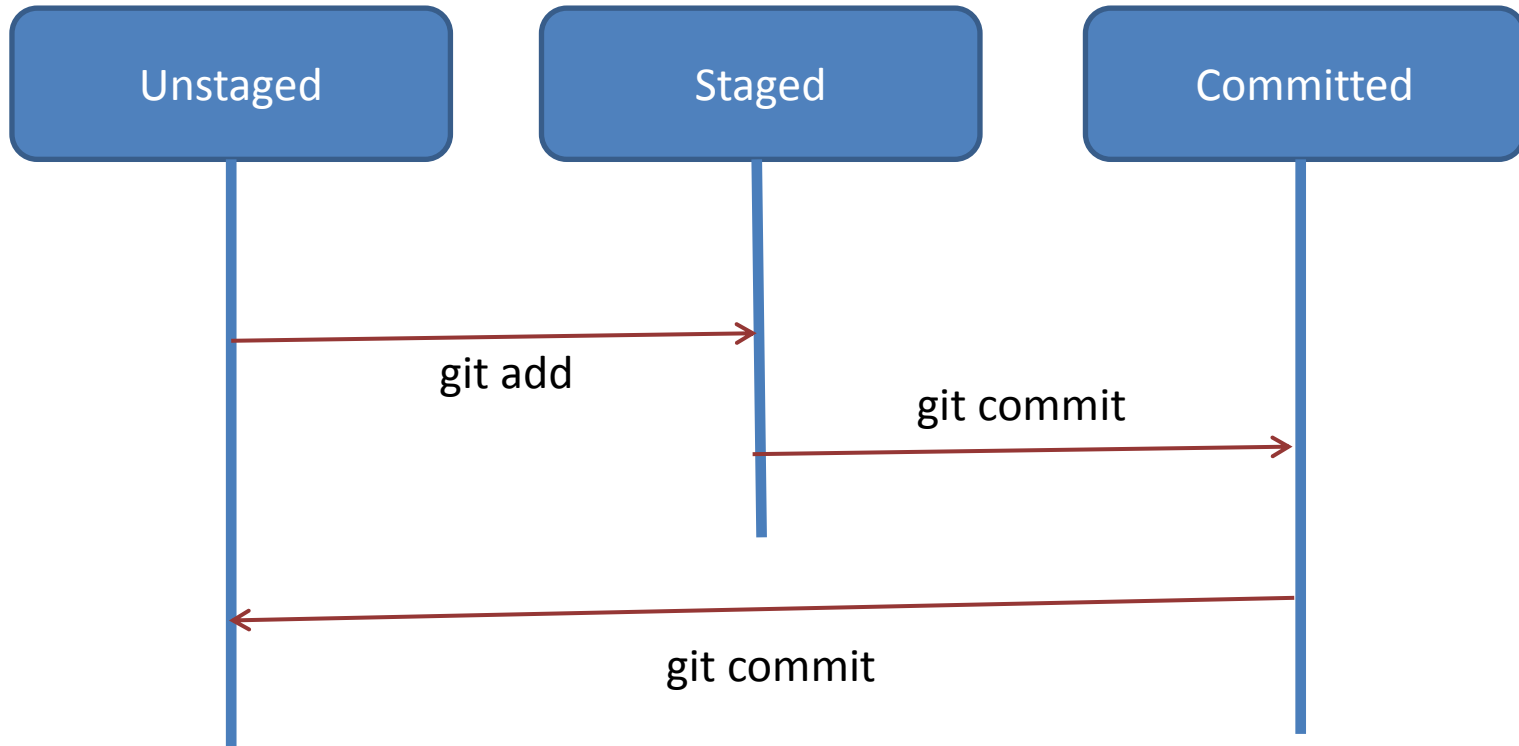 Unstaged
Staged
Committed
git add
git commit
git commit